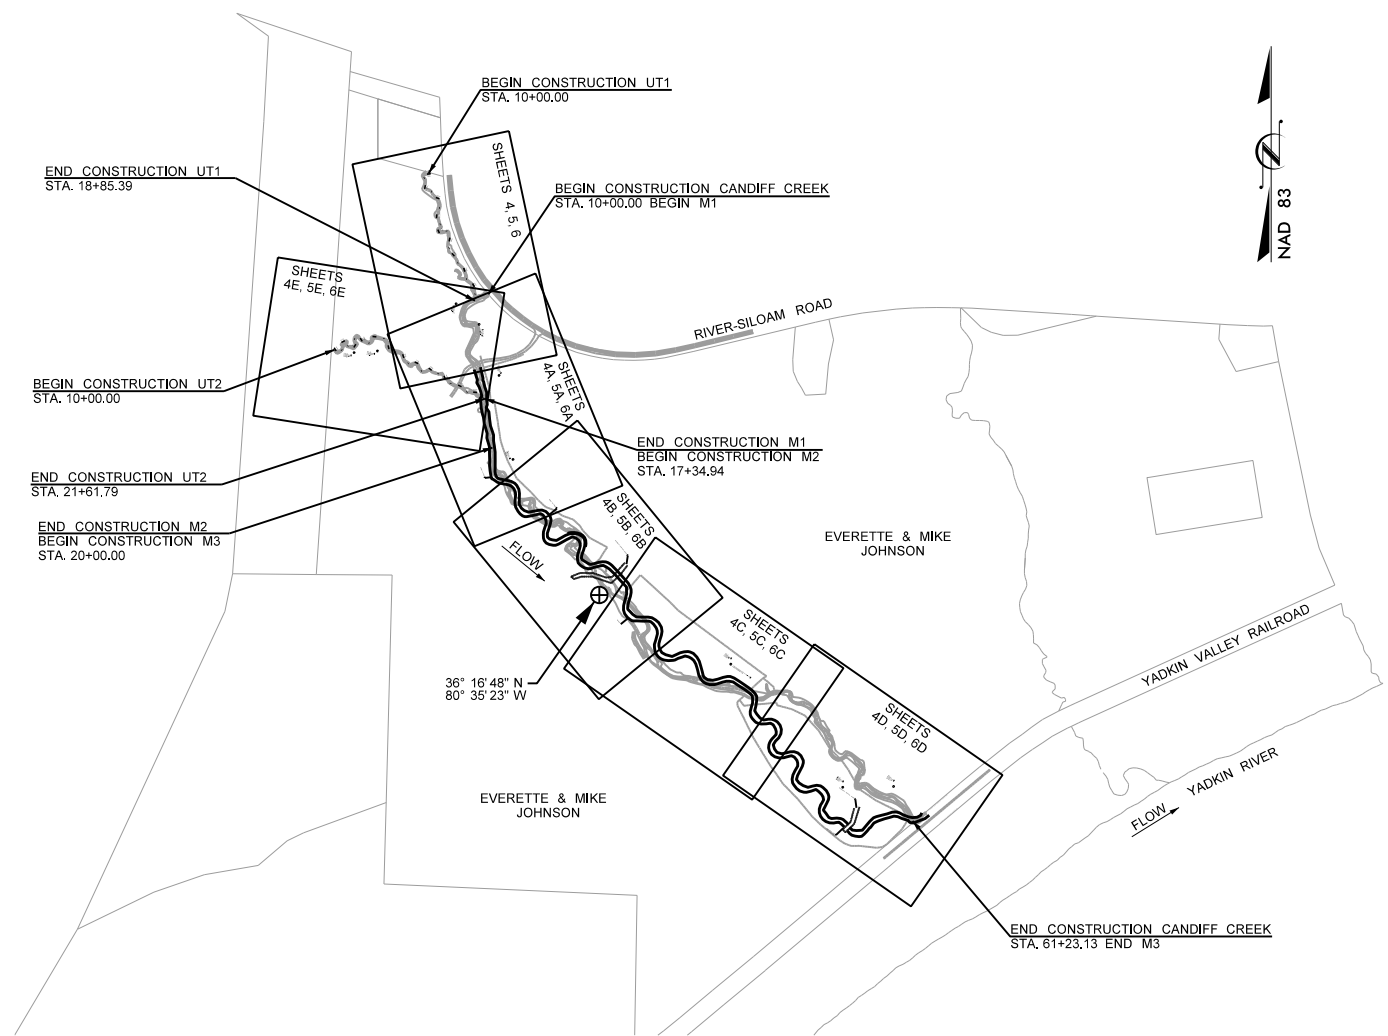 BEGIN CONSTRUCTION UT1
STA. 10+00.00
END CONSTRUCTION UT1
STA. 18+85.39
SHEETS 4, 5, 6
BEGIN CONSTRUCTION CANDIFF CREEK
STA. 10+00.00 BEGIN M1
NAD 83
SHEETS
4E, 5E, 6E
RIVER-SILOAM ROAD
BEGIN CONSTRUCTION UT2
STA. 10+00.00
SHEETS
4A, 5A, 6A
END CONSTRUCTION M1
BEGIN CONSTRUCTION M2
STA. 17+34.94
END CONSTRUCTION UT2
STA. 21+61.79
SHEETS
4B, 5B, 6B
END CONSTRUCTION M2
BEGIN CONSTRUCTION M3
STA. 20+00.00
FLOW
EVERETTE & MIKE
JOHNSON
SHEETS
4C, 5C, 6C
YADKIN VALLEY RAILROAD
36° 16' 48" N
80° 35' 23" W
SHEETS
4D, 5D, 6D
EVERETTE & MIKE
JOHNSON
YADKIN RIVER
FLOW
END CONSTRUCTION CANDIFF CREEK
STA. 61+23.13 END M3